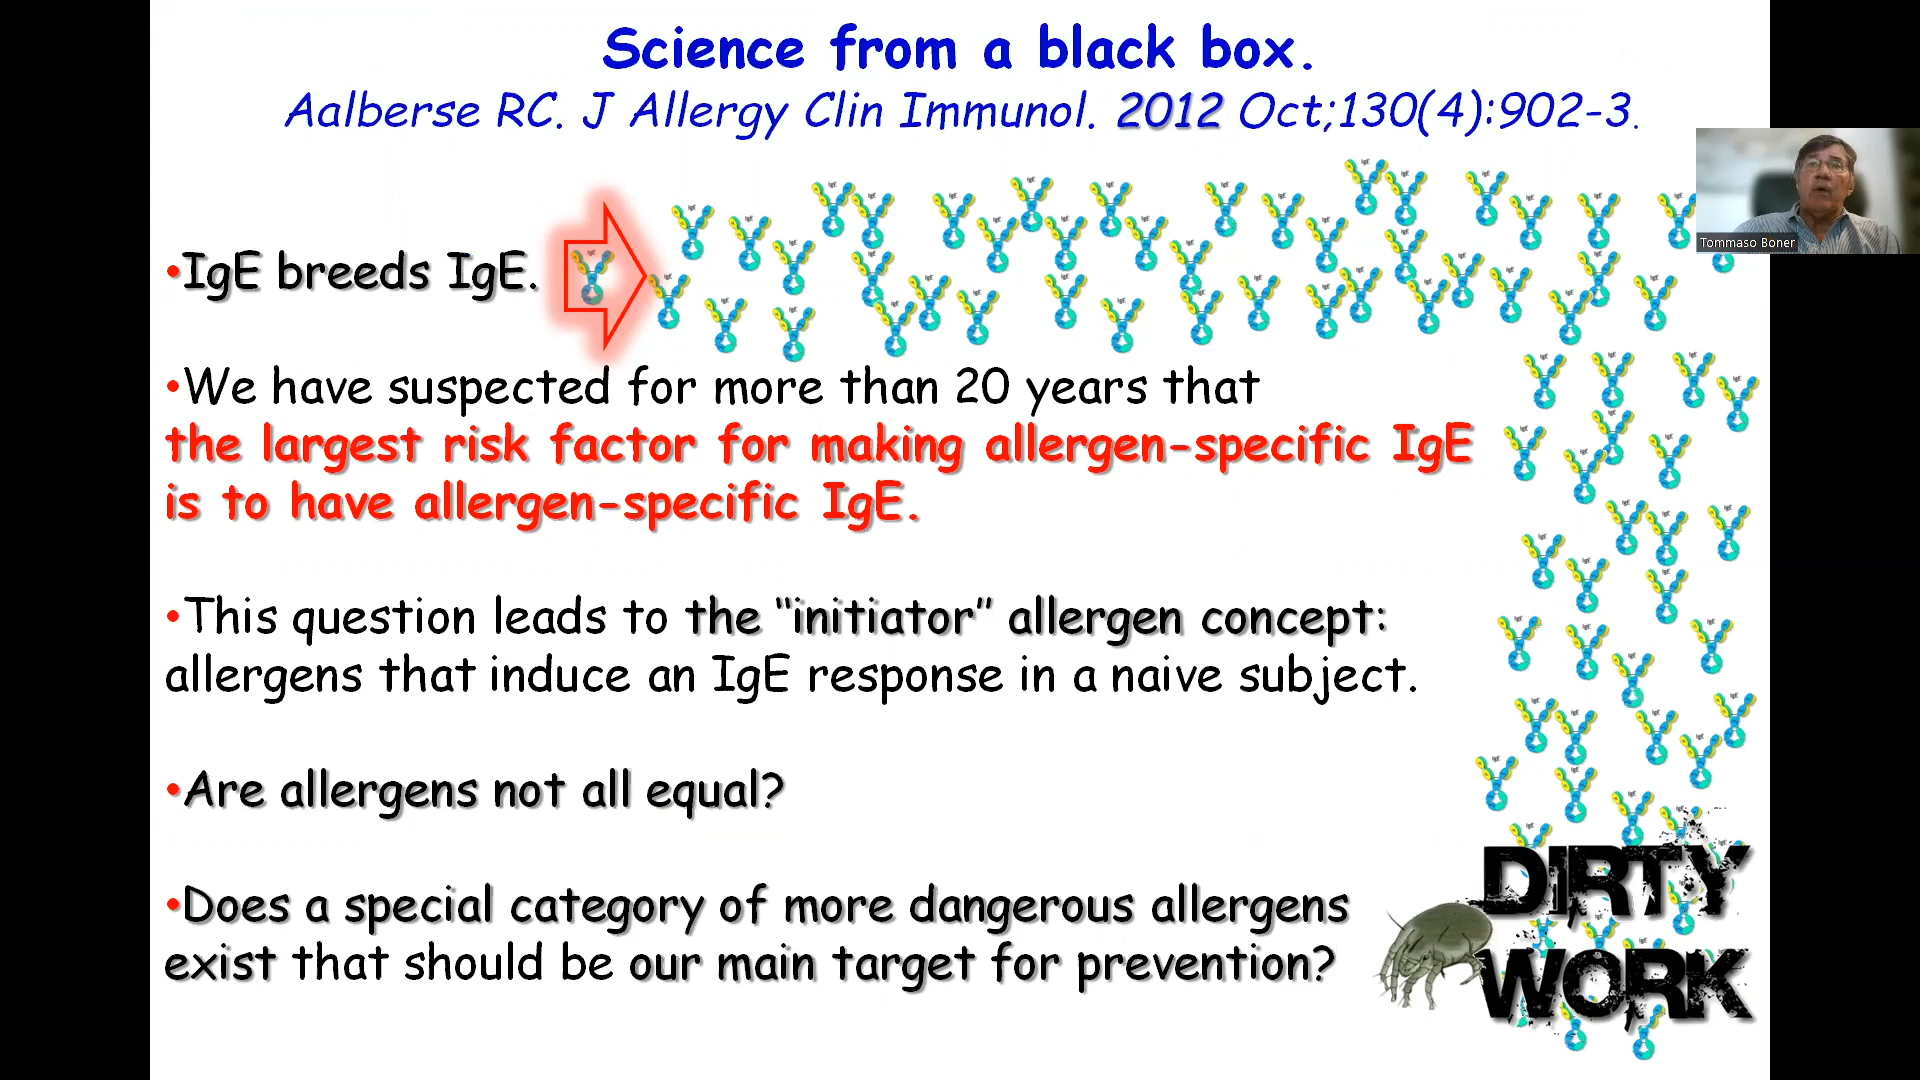 Science from a black box.
Aalberse RC. J Allergy Clin Immunol. 2012 Oct;130(4):902-3.
Tommaso Boner
•IgE breeds IgE.
•We have suspected for more than 20 years that
the largest risk factor for making allergen-specific IgE
is to have allergen-specific IgE.
•This question leads to the “initiator” allergen concept:
allergens that induce an IgE response in a naive subject.
•Are allergens not all equal?
•Does a special category of more dangerous allergens
exist that should be our main target for prevention?
DIRTY
WORK